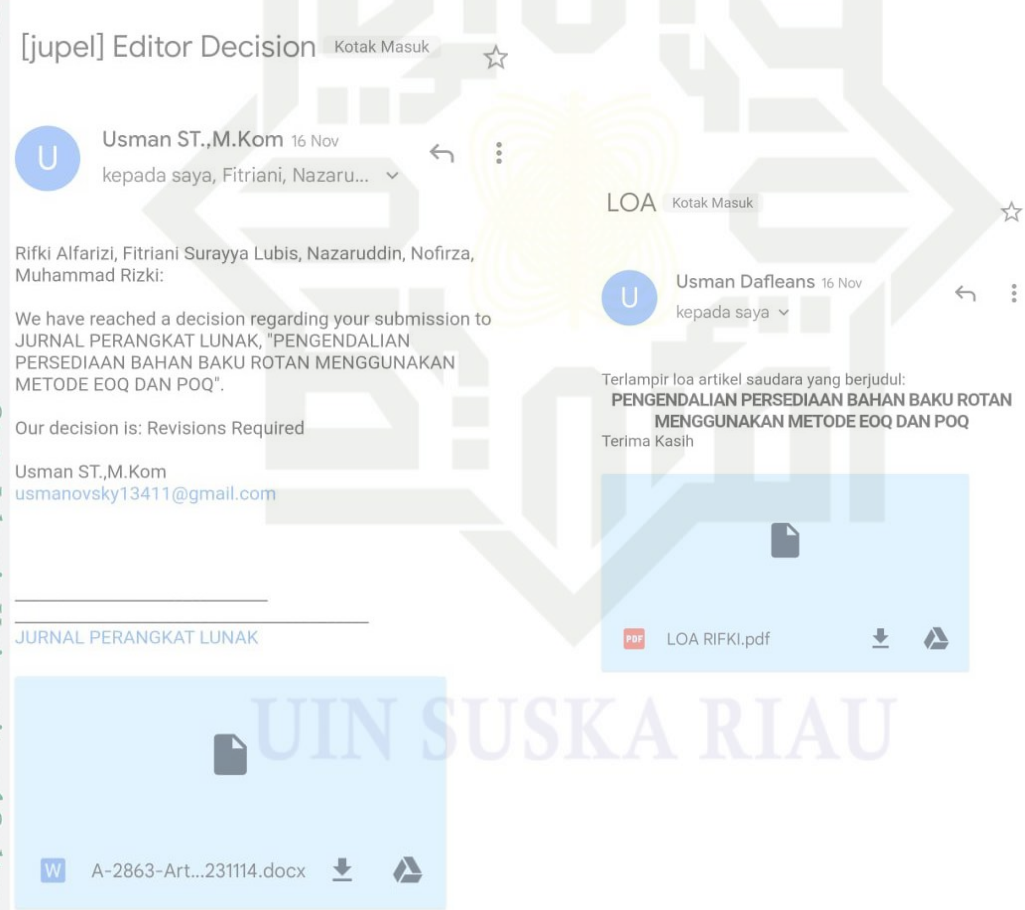 [jupel] Editor Decision Kotak Masuk
U
Usman ST.,M.Kom 16 Nov
kepada saya, Fitriani, Nazaru...
Rifki Alfarizi, Fitriani Surayya Lubis, Nazaruddin, Nofirza,
Muhammad Rizki:
We have reached a decision regarding your submission to
JURNAL PERANGKAT LUNAK, "PENGENDALIAN
PERSEDIAAN BAHAN BAKU ROTAN MENGGUNAKAN
METODE EOQ DAN POQ".
Our decision is: Revisions Required
Usman ST.,M.Kom
usmanovsky13411@gmail.com
JURNAL PERANGKAT LUNAK
W A-2863-Art...231114.docx
LOA Kotak Masuk
U
Usman Dafleans 16 Nov
kepada saya
Terlampir loa artikel saudara yang berjudul:
PENGENDALIAN PERSEDIAAN BAHAN BAKU ROTAN
MENGGUNAKAN METODE EOQ DAN POQ
Terima Kasih
PDF LOA RIFKI.pdf
UIN SUSKA RIAU